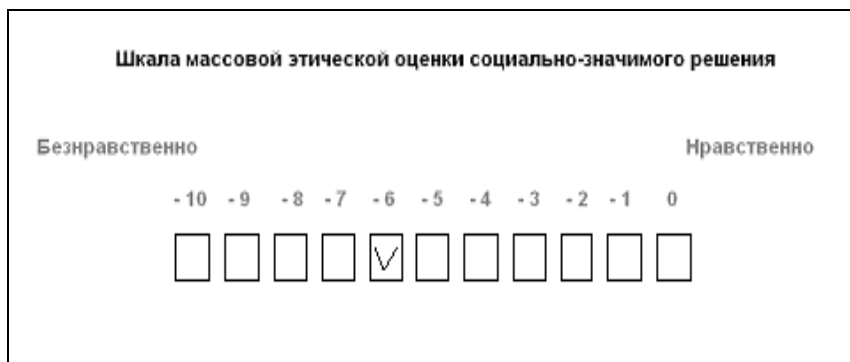 Шкала массовой этической оценки социально-значимого решения
Безнравственно Нравственно
- 10 - 9 - 8 - 7 - 6 - 5 - 4 - 3 - 2 - 1 0